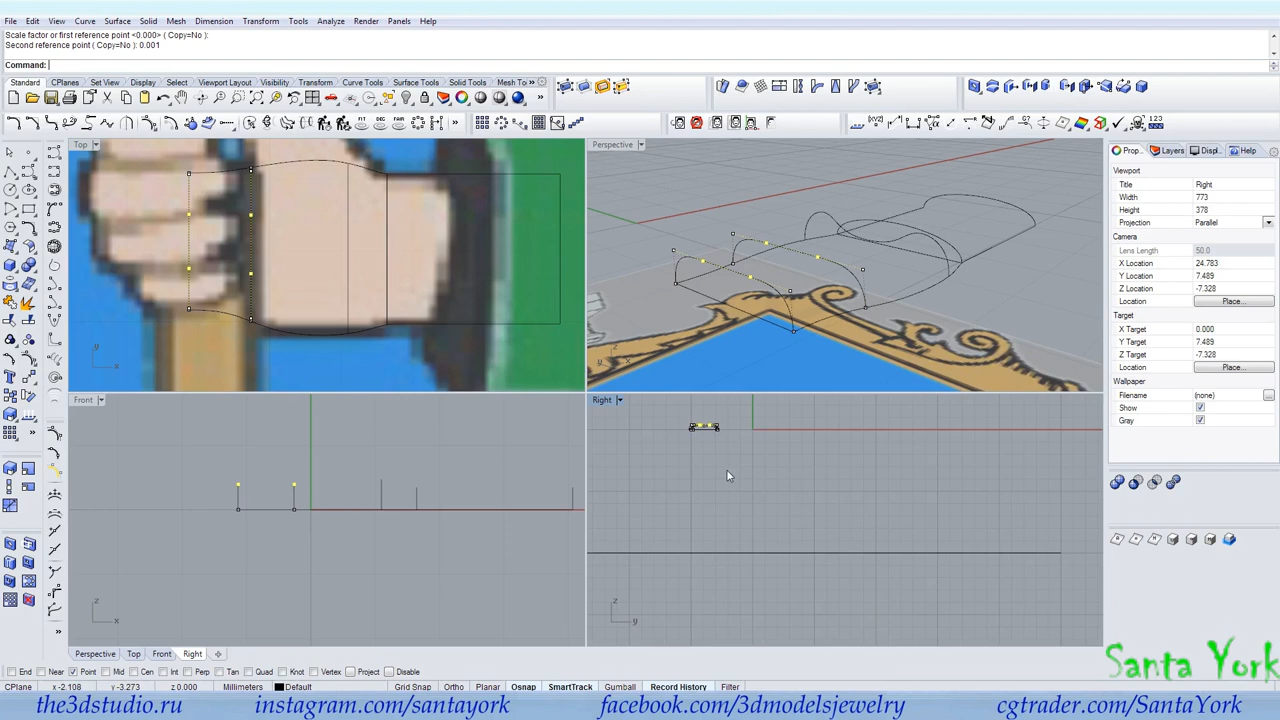 File Edit View Curve Surface Solid Mesh Dimension Transform Tools Analyze Render Panels Help
Scale factor or first reference point <0.000> ( Copy=No ):
Second reference point ( Copy=No ): 0.001
Command:
Standard CPlanes Set View Display Select Viewport Layout Visibility Transform Curve Tools Surface Tools Solid Tools Mesh To
Top
Perspective
Front
Right
z
x
y
x
z
y
Perspective Top Front Right
Prop... Layers Displ... Help
Viewport
Title Right
Width 773
Height 378
Projection Parallel
Camera
Lens Length 50.0
X Location 24.783
Y Location 7.489
Z Location -7.328
Location Place...
Target
X Target 0.000
Y Target 7.489
Z Target -7.328
Location Place...
Wallpaper
Filename (none)
Show
Gray
End Near Point Mid Cen Int Perp Tan Quad Knot Vertex Project Disable
CPlane x -2.108 y -3.273 z 0.000 Millimeters Default Grid Snap Ortho Planar Osnap SmartTrack Gumball Record History Filter
Santa York
the3dstudio.ru instagram.com/santayork facebook.com/3dmodelsjewelry cgtrader.com/SantaYork